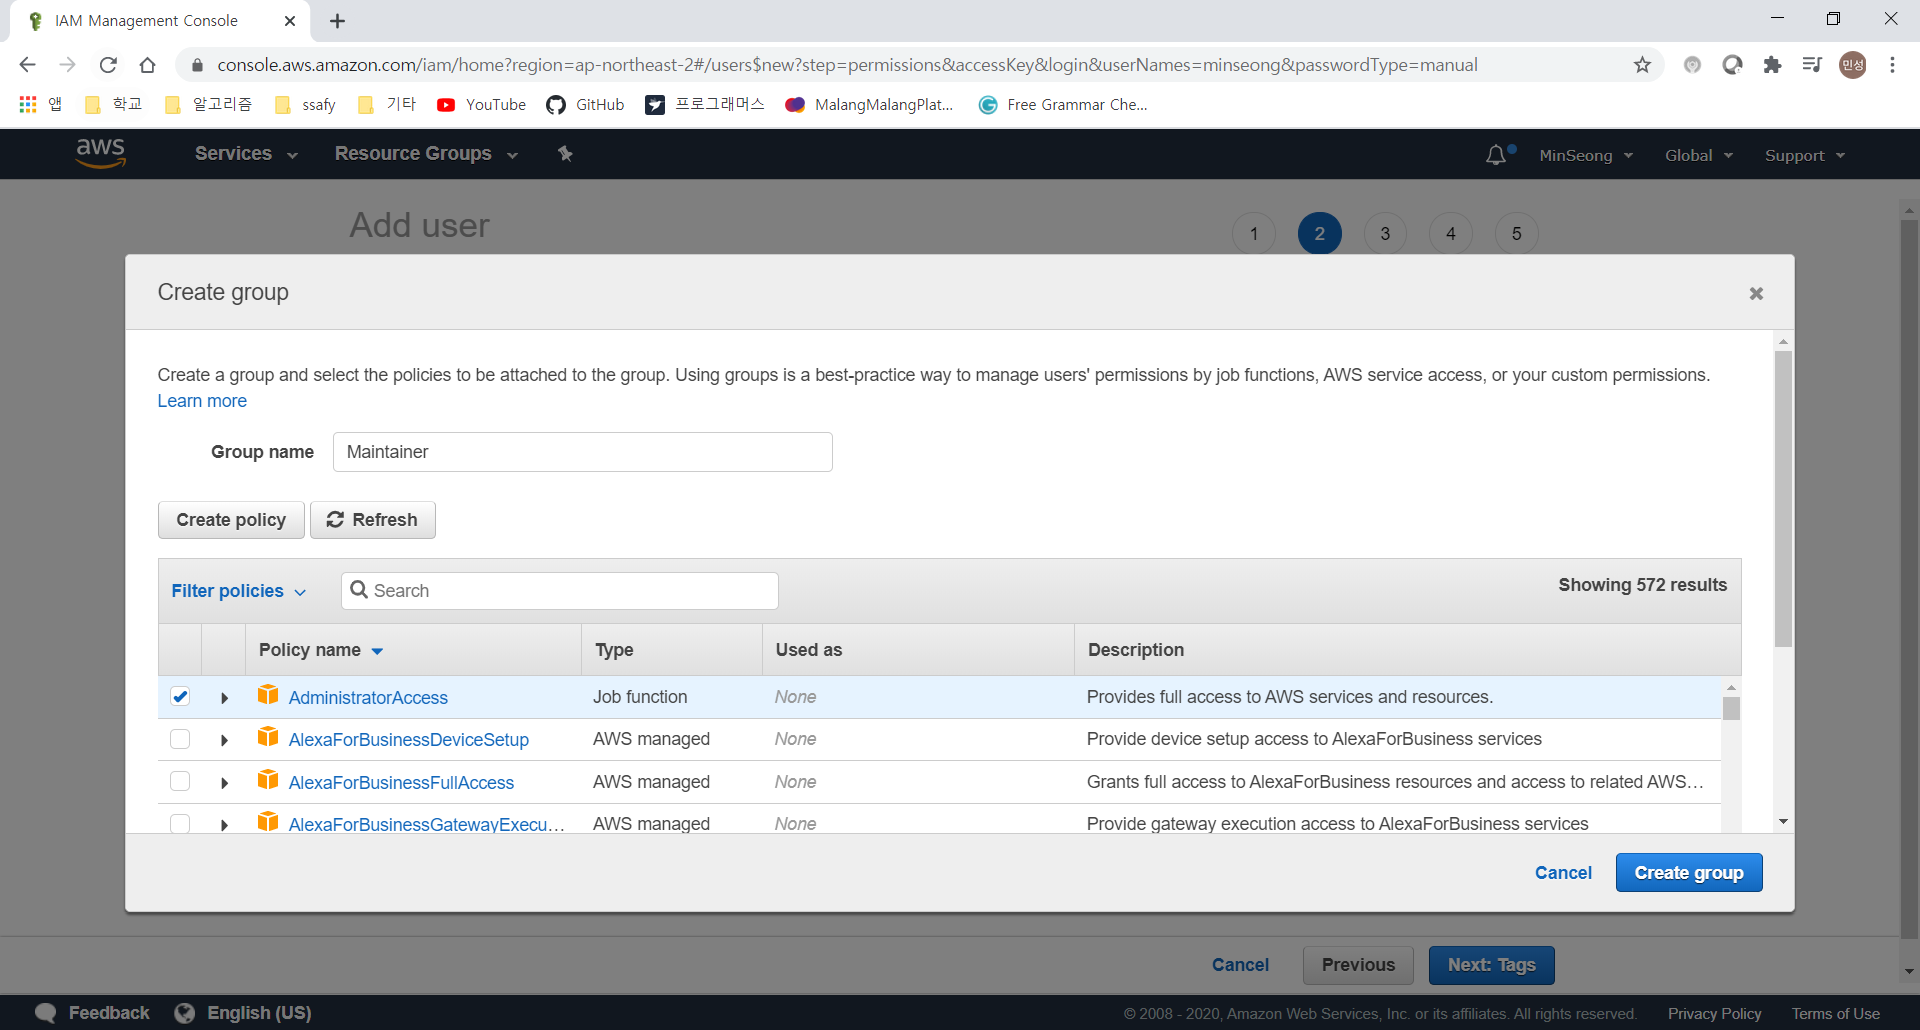 IAM Management Console
console.aws.amazon.com/iam/home?region=ap-northeast-2#/users$new?step=permissions&accessKey&login&userNames=minseong&passwordType=manual
민성
앱 학교 알고리즘 ssafy 기타 YouTube GitHub 프로그래머스 MalangMalangPlat... Free Grammar Che...
aws Services Resource Groups MinSeong Global Support
Add user 1 2 3 4 5
Create group
Create a group and select the policies to be attached to the group. Using groups is a best-practice way to manage users' permissions by job functions, AWS service access, or your custom permissions.
Learn more
Group name Maintainer
Create policy Refresh
Filter policies Search Showing 572 results
Policy name Type Used as Description
AdministratorAccess Job function None Provides full access to AWS services and resources.
AlexaForBusinessDeviceSetup AWS managed None Provide device setup access to AlexaForBusiness services
AlexaForBusinessFullAccess AWS managed None Grants full access to AlexaForBusiness resources and access to related AWS...
AlexaForBusinessGatewayExecu... AWS managed None Provide gateway execution access to AlexaForBusiness services
Cancel Create group
Cancel Previous Next: Tags
Feedback English (US) © 2008 - 2020, Amazon Web Services, Inc. or its affiliates. All rights reserved. Privacy Policy Terms of Use